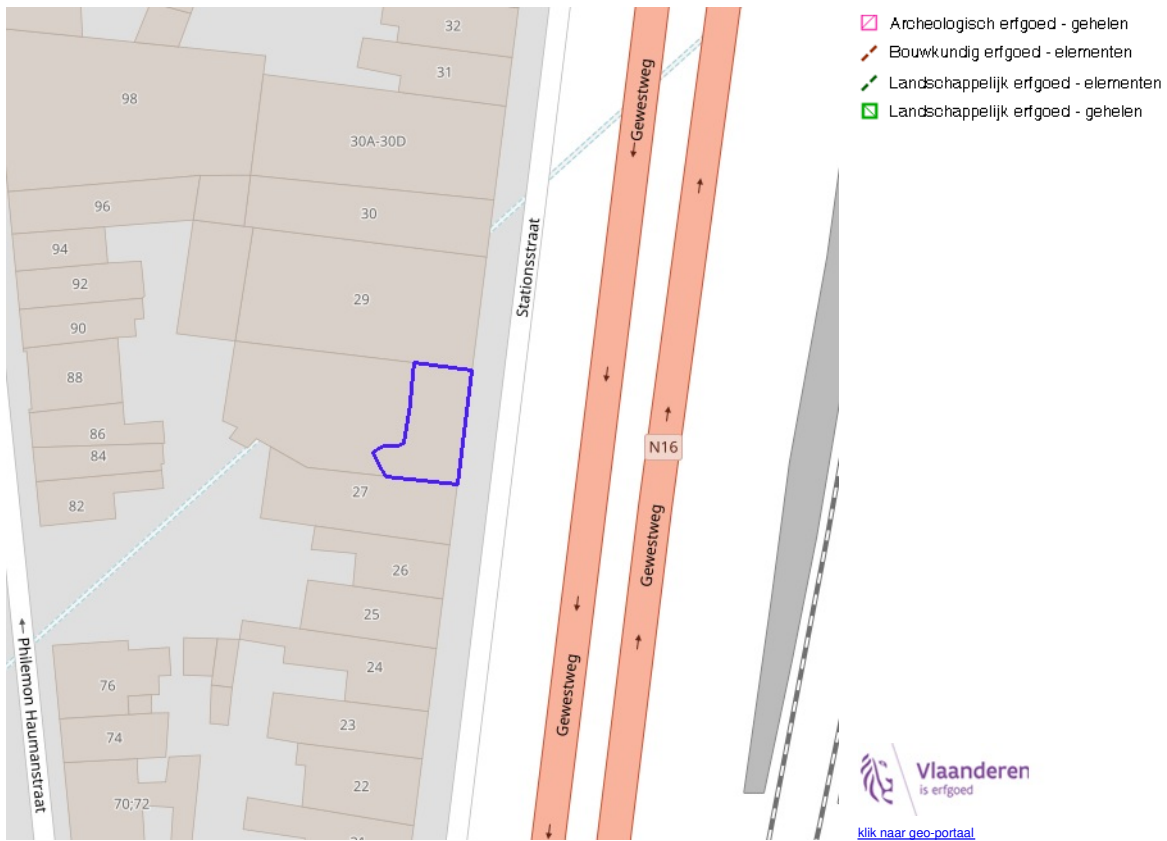 32
31
98
30A-30D
96
30
94
92
29
90
88
86
84
82
27
26
25
24
76
23
74
22
70;72
Stationsstraat
Gewestweg
N16
Gewestweg
Gewestweg
← Philemon Haumanstraat
Archeologisch erfgoed - gehelen
Bouwkundig erfgoed - elementen
Landschappelijk erfgoed - elementen
Landschappelijk erfgoed - gehelen
Vlaanderen
is erfgoed
klik naar geo-portaal